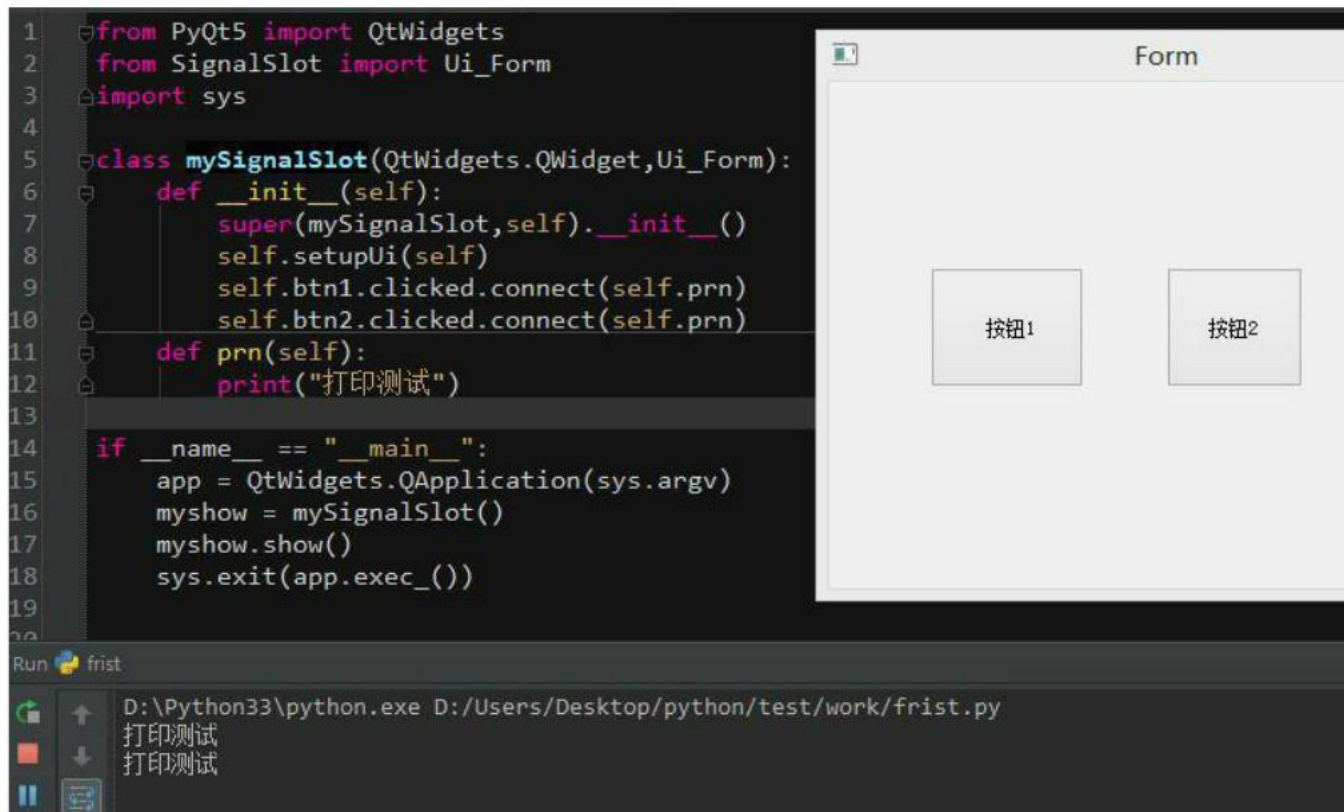 1 from PyQt5 import QtWidgets
2 from SignalSlot import Ui_Form
3 import sys
4
5 class mySignalSlot(QtWidgets.QWidget,Ui_Form):
6 def __init__(self):
7 super(mySignalSlot,self).__init__()
8 self.setupUi(self)
9 self.btn1.clicked.connect(self.prn)
10 self.btn2.clicked.connect(self.prn)
11 def prn(self):
12 print("打印测试")
13
14 if __name__ == "__main__":
15 app = QtWidgets.QApplication(sys.argv)
16 myshow = mySignalSlot()
17 myshow.show()
18 sys.exit(app.exec_())
19
20
Form
按钮1
按钮2
Run frist
D:\Python33\python.exe D:/Users/Desktop/python/test/work/frist.py
打印测试
打印测试